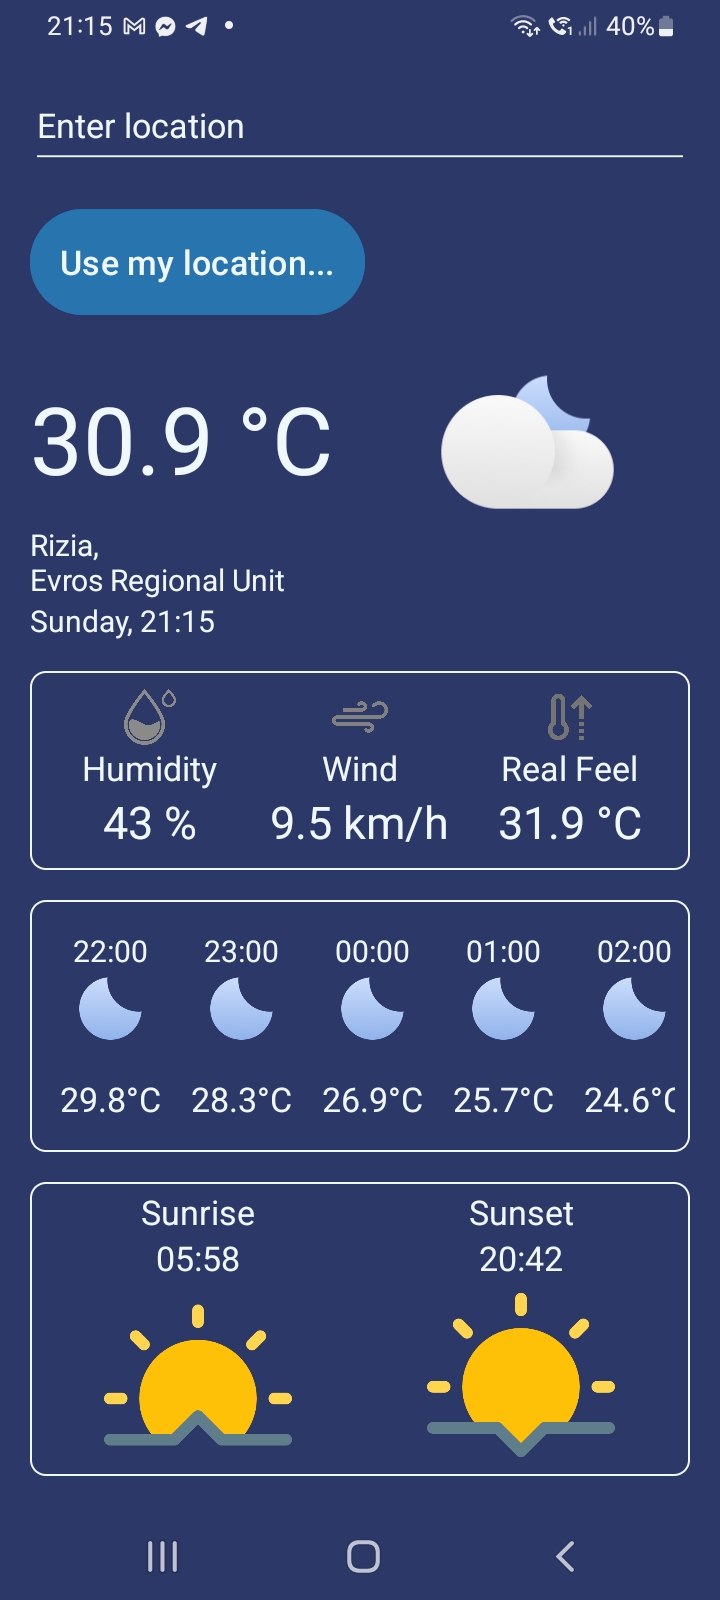 21:15
40%
Enter location
Use my location...
30.9 °C
Rizia,
Evros Regional Unit
Sunday, 21:15
Humidity Wind Real Feel
43 % 9.5 km/h 31.9 °C
22:00 23:00 00:00 01:00 02:00
29.8°C 28.3°C 26.9°C 25.7°C 24.6°C
Sunrise Sunset
05:58 20:42